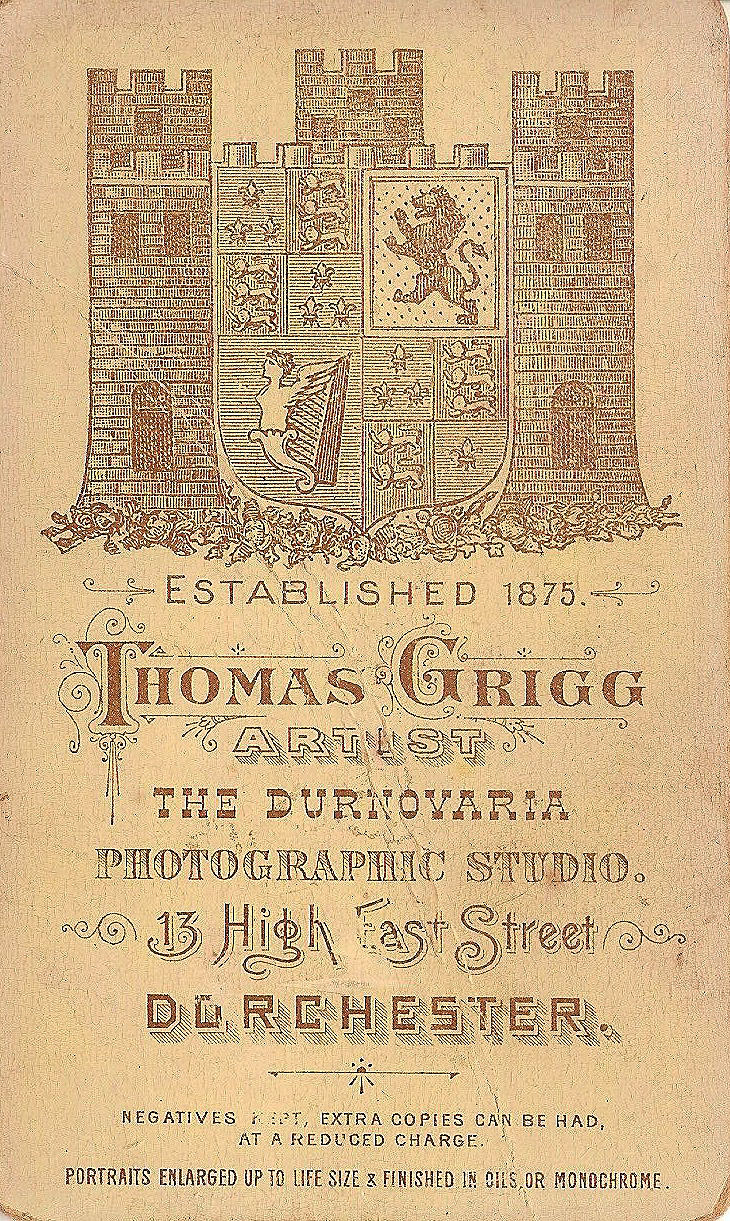 ESTABLISHED 1875.
THOMAS GRIGG
ARTIST
THE DURNOVARIA
PHOTOGRAPHIC STUDIO.
13 High East Street
DORCHESTER.
NEGATIVES KEPT, EXTRA COPIES CAN BE HAD,
AT A REDUCED CHARGE.
PORTRAITS ENLARGED UP TO LIFE SIZE & FINISHED IN OILS, OR MONOCHROME.